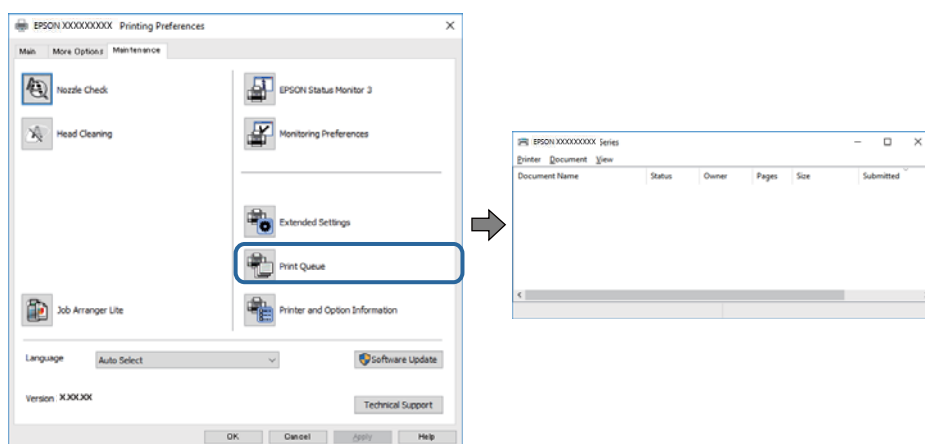 EPSON XXXXXXXXX Printing Preferences
Main More Options Maintenance
Nozzle Check
EPSON Status Monitor 3
Head Cleaning
Monitoring Preferences
Extended Settings
Print Queue
Job Arranger Lite
Printer and Option Information
Language Auto Select
Software Update
Version X.XX.XX
Technical Support
OK Cancel Apply Help
EPSON XXXXXXXXX Series
Printer Document View
Document Name Status Owner Pages Size Submitted